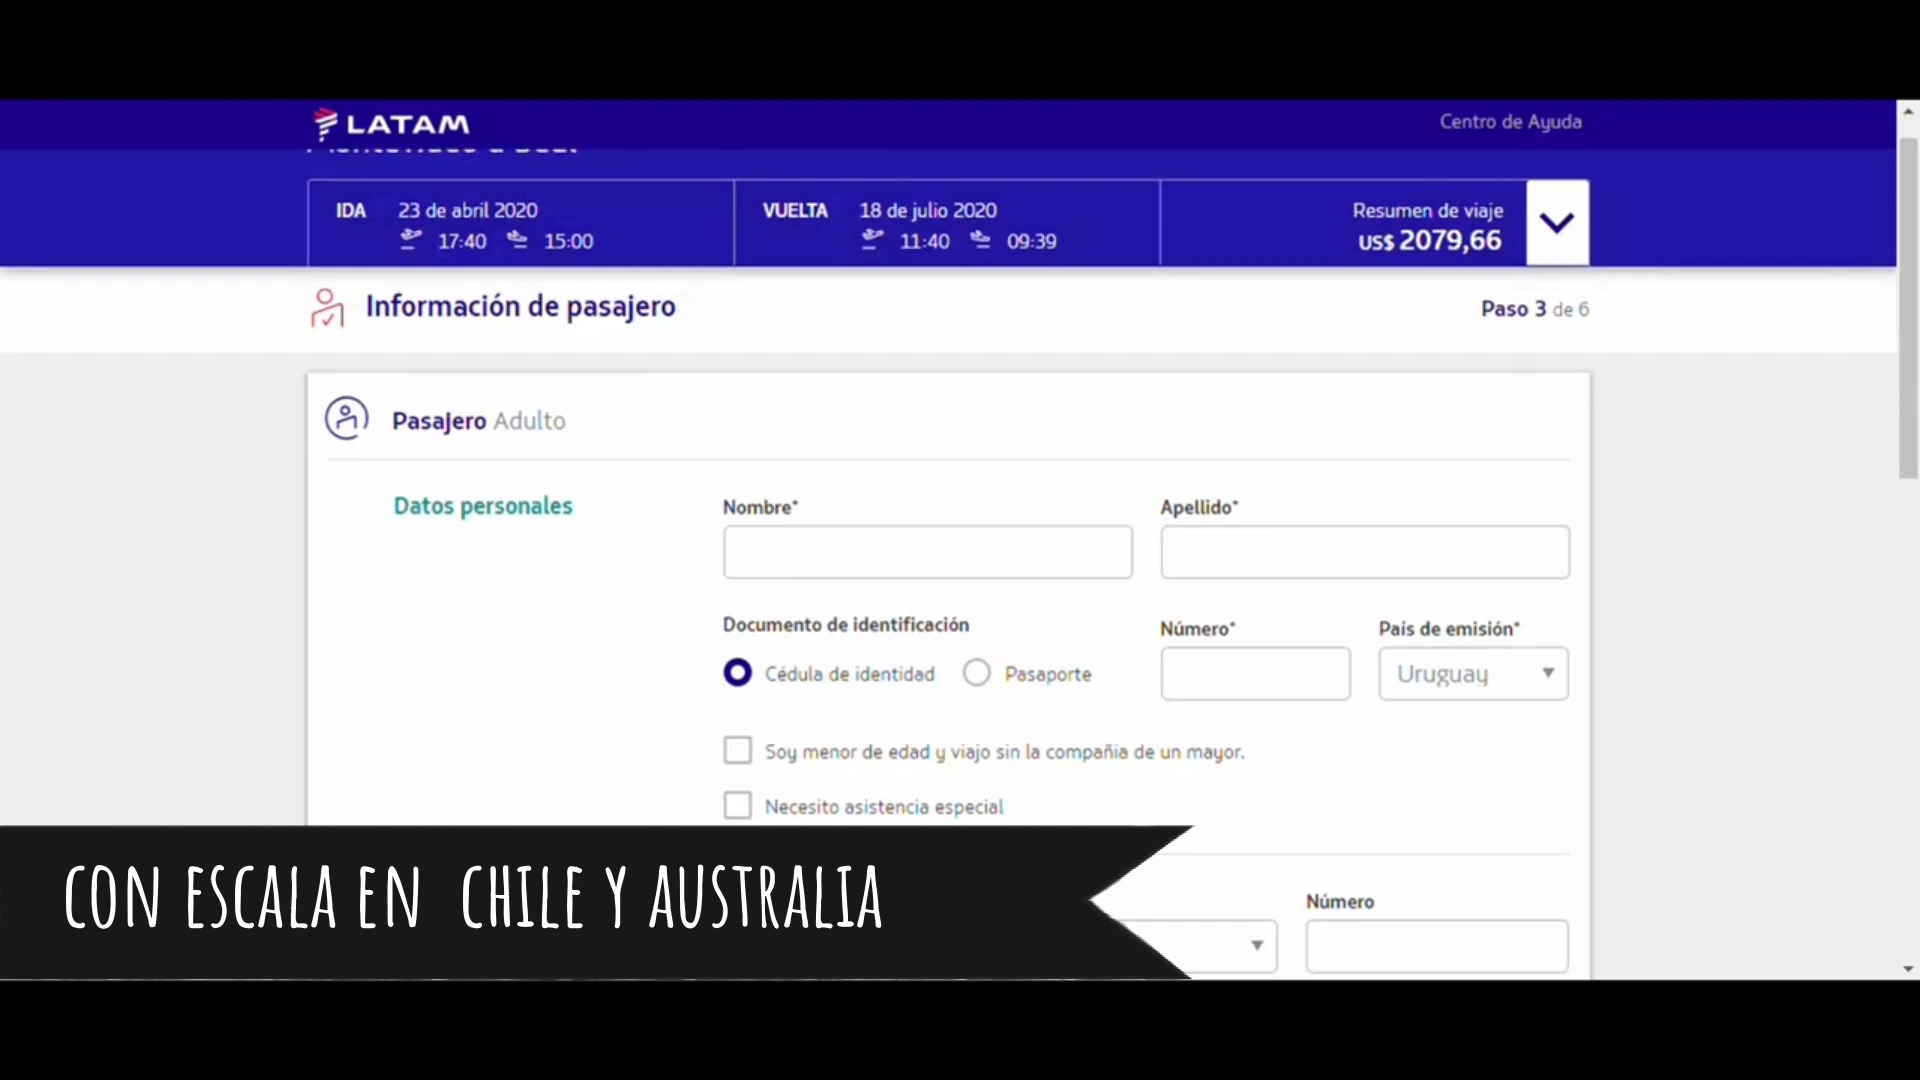 LATAM
Centro de Ayuda
IDA 23 de abril 2020
17:40 15:00
VUELTA 18 de julio 2020
11:40 09:39
Resumen de viaje
US$ 2079,66
Información de pasajero
Paso 3 de 6
Pasajero Adulto
Datos personales
Nombre*
Apellido*
Documento de identificación
Cédula de identidad
Pasaporte
Número*
País de emisión*
Uruguay
Soy menor de edad y viajo sin la compañia de un mayor.
Necesito asistencia especial
Número
CON ESCALA EN CHILE Y AUSTRALIA